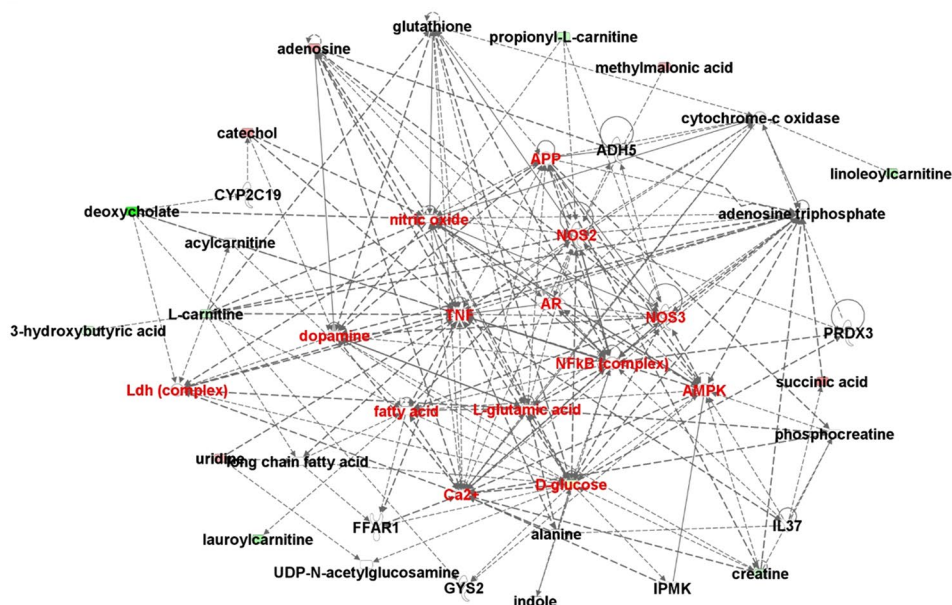 glutathione
propionyl-L-carnitine
adenosine
methylmalonic acid
cytochrome-c oxidase
catechol
ADH5
APP
linoleoylcarnitine
CYP2C19
deoxycholate
nitric oxide
adenosine triphosphate
NOS2
acylcarnitine
AR
L-carnitine
TNF
NOS3
3-hydroxybutyric acid
dopamine
PRDX3
NFkB (complex)
Ldh (complex)
AMPK
succinic acid
fatty acid
L-glutamic acid
phosphocreatine
uridine
long chain fatty acid
Ca2+
D-glucose
FFAR1
IL37
lauroylcarnitine
alanine
UDP-N-acetylglucosamine
creatine
GYS2
IPMK
indole